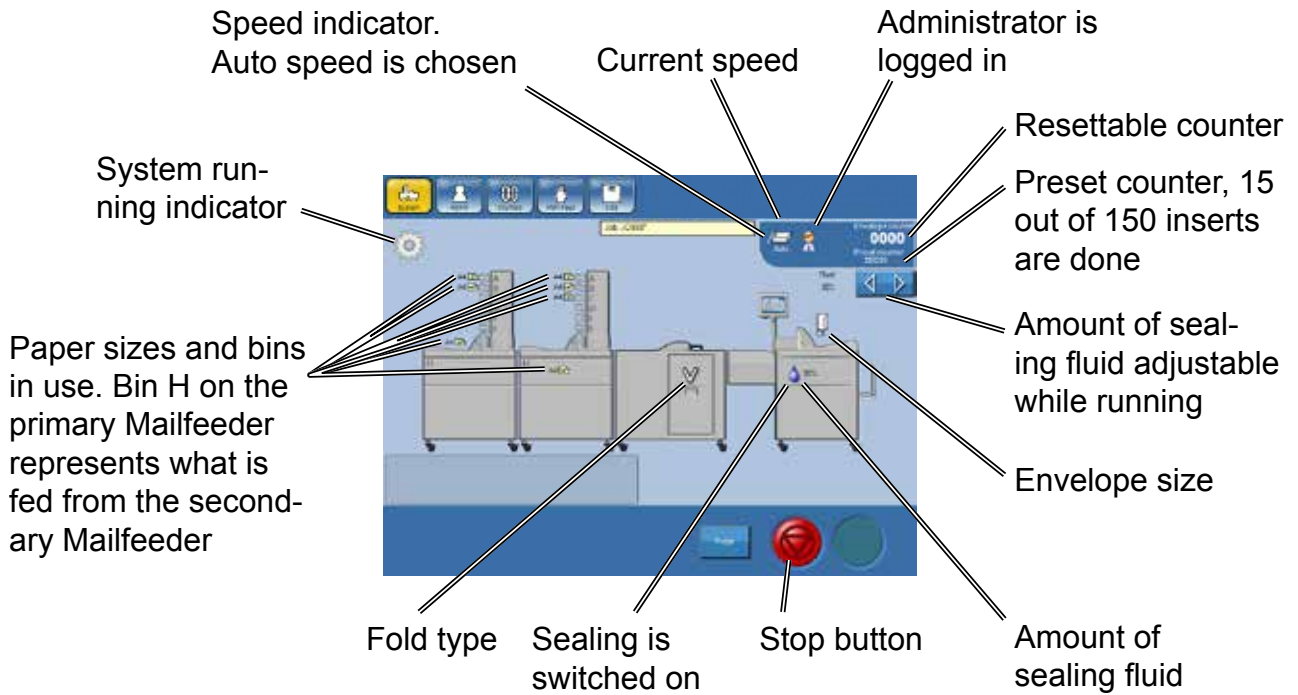 Speed indicator.
Auto speed is chosen
Current speed
Administrator is
logged in
Resettable counter
Preset counter, 15
out of 150 inserts
are done
System run-
ning indicator
Auto
0000
Amount of seal-
ing fluid adjustable
while running
Paper sizes and bins
in use. Bin H on the
primary Mailfeeder
represents what is
fed from the second-
ary Mailfeeder
Envelope size
Fold type
Sealing is
switched on
Stop button
Amount of
sealing fluid